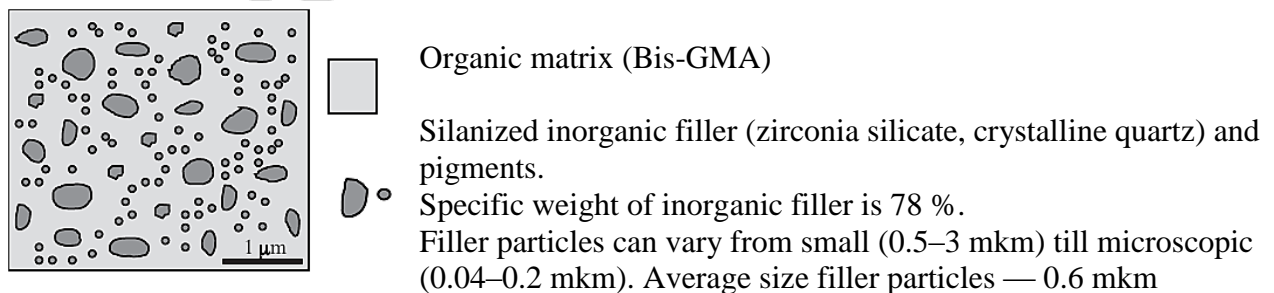 Organic matrix (Bis-GMA)
Silanized inorganic filler (zirconia silicate, crystalline quartz) and
pigments.
Specific weight of inorganic filler is 78 %.
Filler particles can vary from small (0.5–3 mkm) till microscopic
(0.04–0.2 mkm). Average size filler particles — 0.6 mkm
1 μm